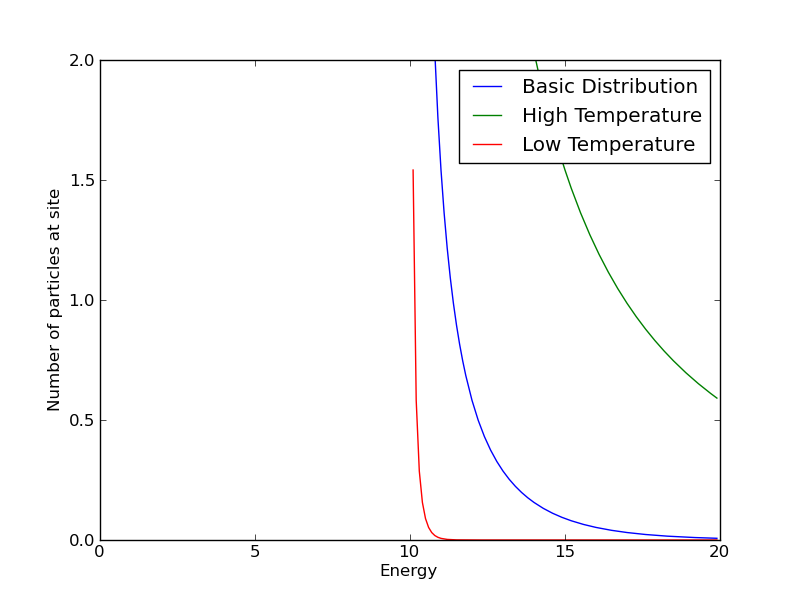 2.0
1.5
1.0
0.5
0.0
0
5
10
15
20
Number of particles at site
Energy
Basic Distribution
High Temperature
Low Temperature